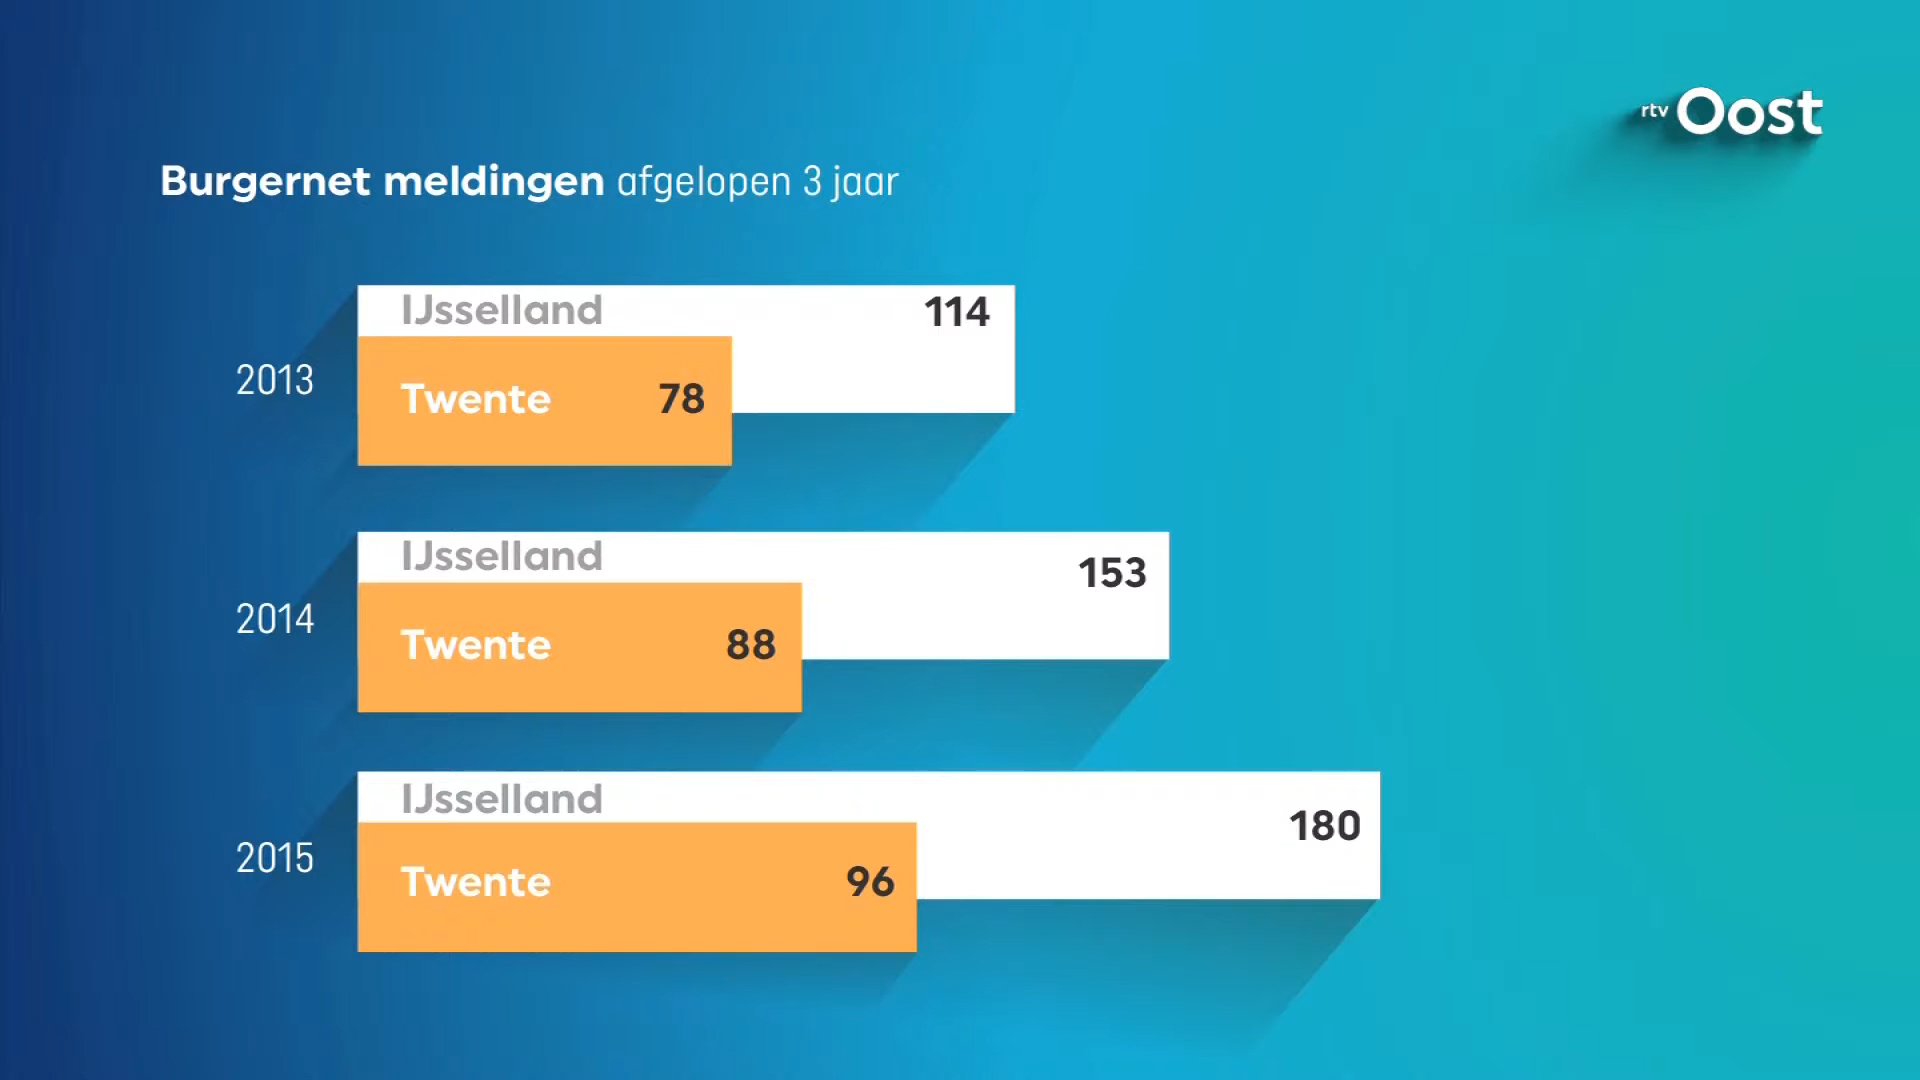 rtv Oost
Burgernet meldingen afgelopen 3 jaar
IJsselland 114
2013
Twente 78
IJsselland 153
2014
Twente 88
IJsselland 180
2015
Twente 96